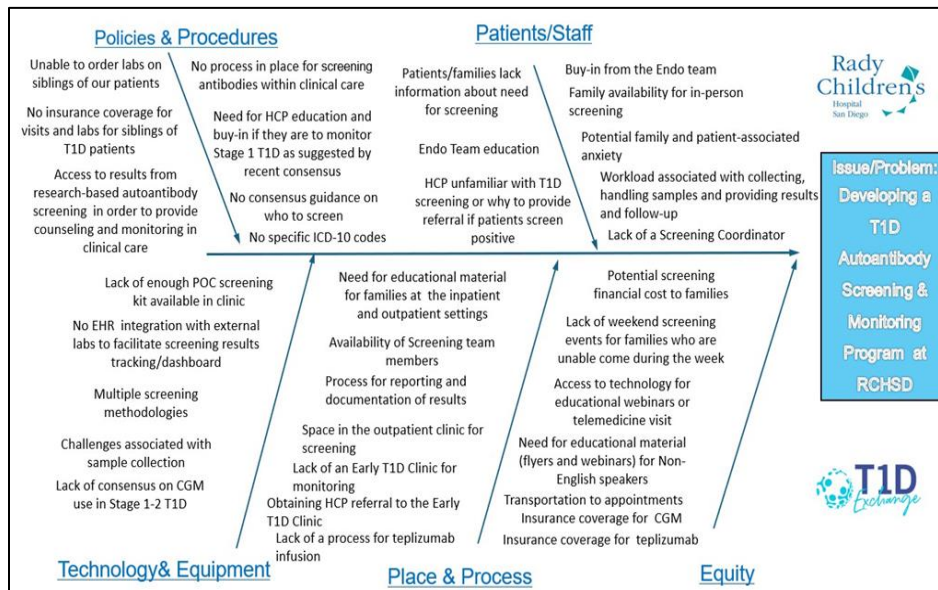 Policies & Procedures
Unable to order labs on
siblings of our patients
No insurance coverage for
visits and labs for siblings of
T1D patients
Access to results from
research-based autoantibody
screening in order to provide
counseling and monitoring in
clinical care
No process in place for screening
antibodies within clinical care
Need for HCP education and
buy-in if they are to monitor
Stage 1 T1D as suggested by
recent consensus
No consensus guidance on
who to screen
No specific ICD-10 codes
Patients/Staff
Patients/families lack
information about need
for screening
Endo Team education
HCP unfamiliar with T1D
screening or why to provide
referral if patients screen
positive
Buy-in from the Endo team
Family availability for in-person
screening
Potential family and patient-associated
anxiety
Workload associated with collecting,
handling samples and providing results
and follow-up
Lack of a Screening Coordinator
Rady
Children's
Hospital
San Diego
Issue/Problem:
Developing a
T1D
Autoantibody
Screening &
Monitoring
Program at
RCHSD
Lack of enough POC screening
kit available in clinic
No EHR integration with external
labs to facilitate screening results
tracking/dashboard
Multiple screening
methodologies
Challenges associated with
sample collection
Lack of consensus on CGM
use in Stage 1-2 T1D
Technology& Equipment
Need for educational material
for families at the inpatient
and outpatient settings
Availability of Screening team
members
Process for reporting and
documentation of results
Space in the outpatient clinic for
screening
Lack of an Early T1D Clinic for
monitoring
Obtaining HCP referral to the Early
T1D Clinic
Lack of a process for teplizumab
infusion
Place & Process
Potential screening
financial cost to families
Lack of weekend screening
events for families who are
unable come during the week
Access to technology for
educational webinars or
telemedicine visit
Need for educational material
(flyers and webinars) for Non-
English speakers
Transportation to appointments
Insurance coverage for CGM
Insurance coverage for teplizumab
Equity
T1D
Exchange